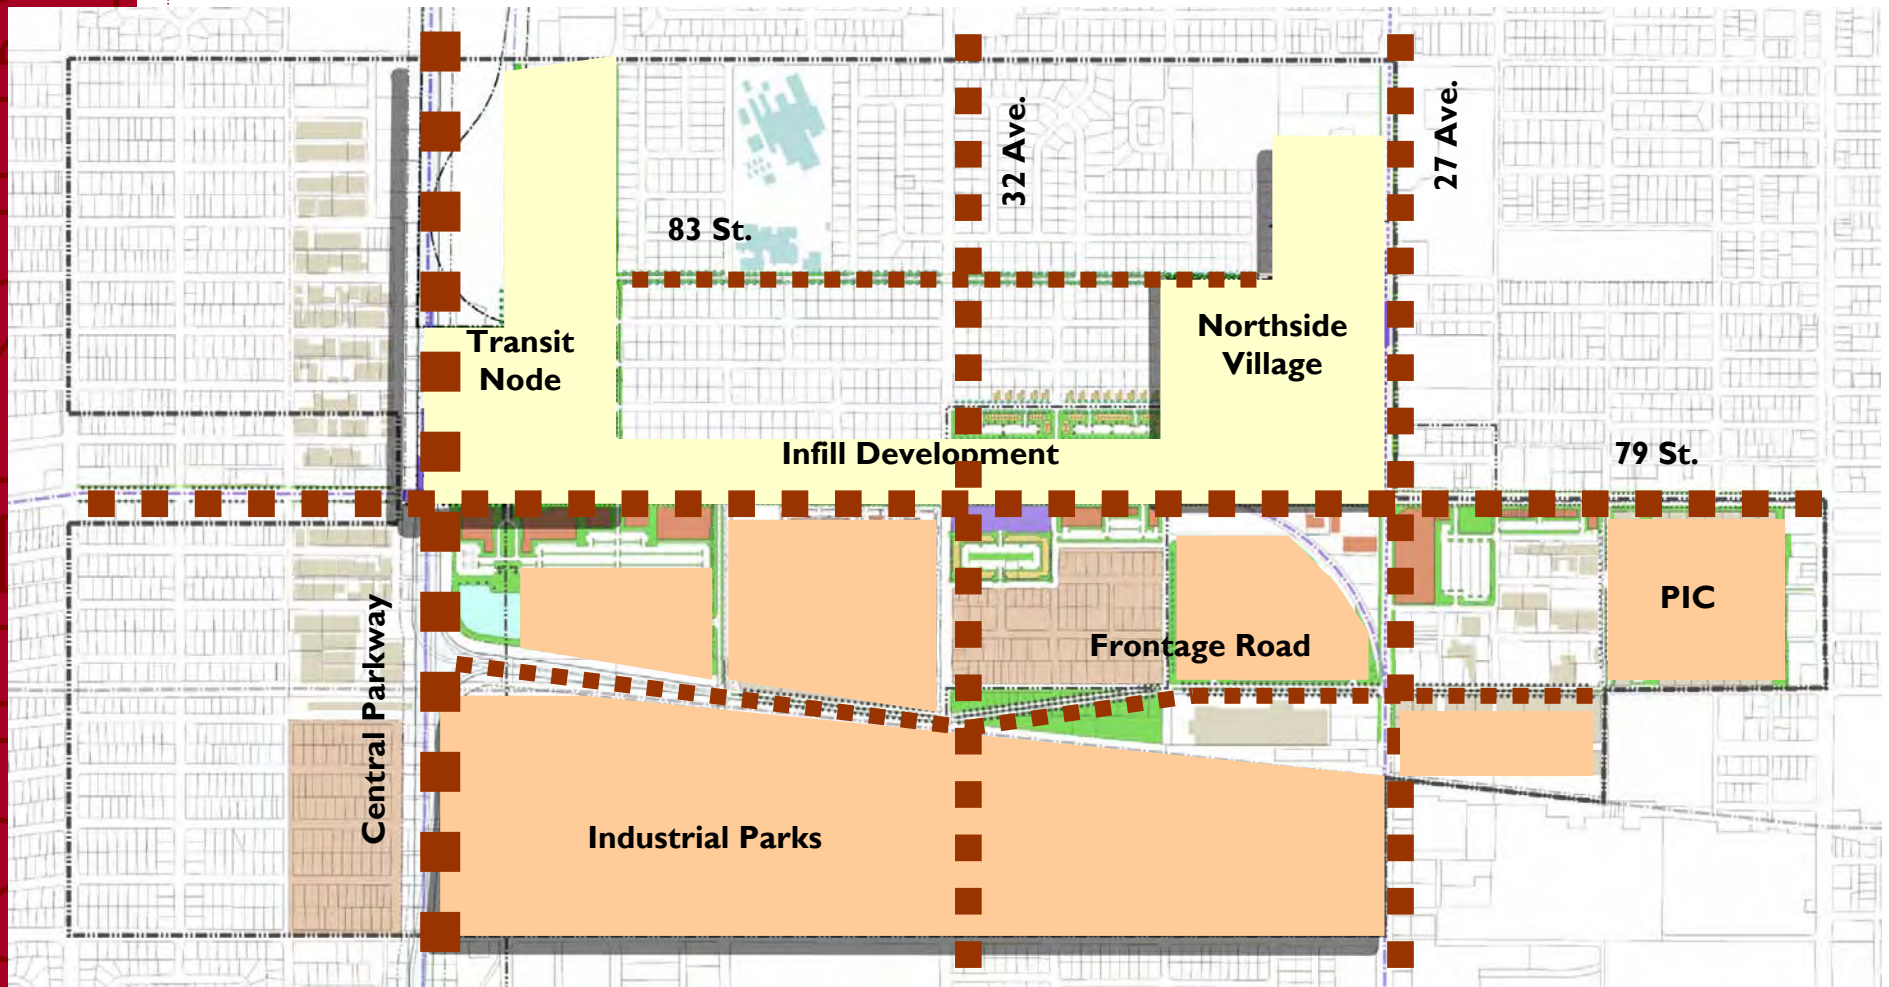 32 Ave.
27 Ave.
83 St.
Transit
Node
Northside
Village
Infill Development
79 St.
PIC
Central Parkway
Frontage Road
Industrial Parks